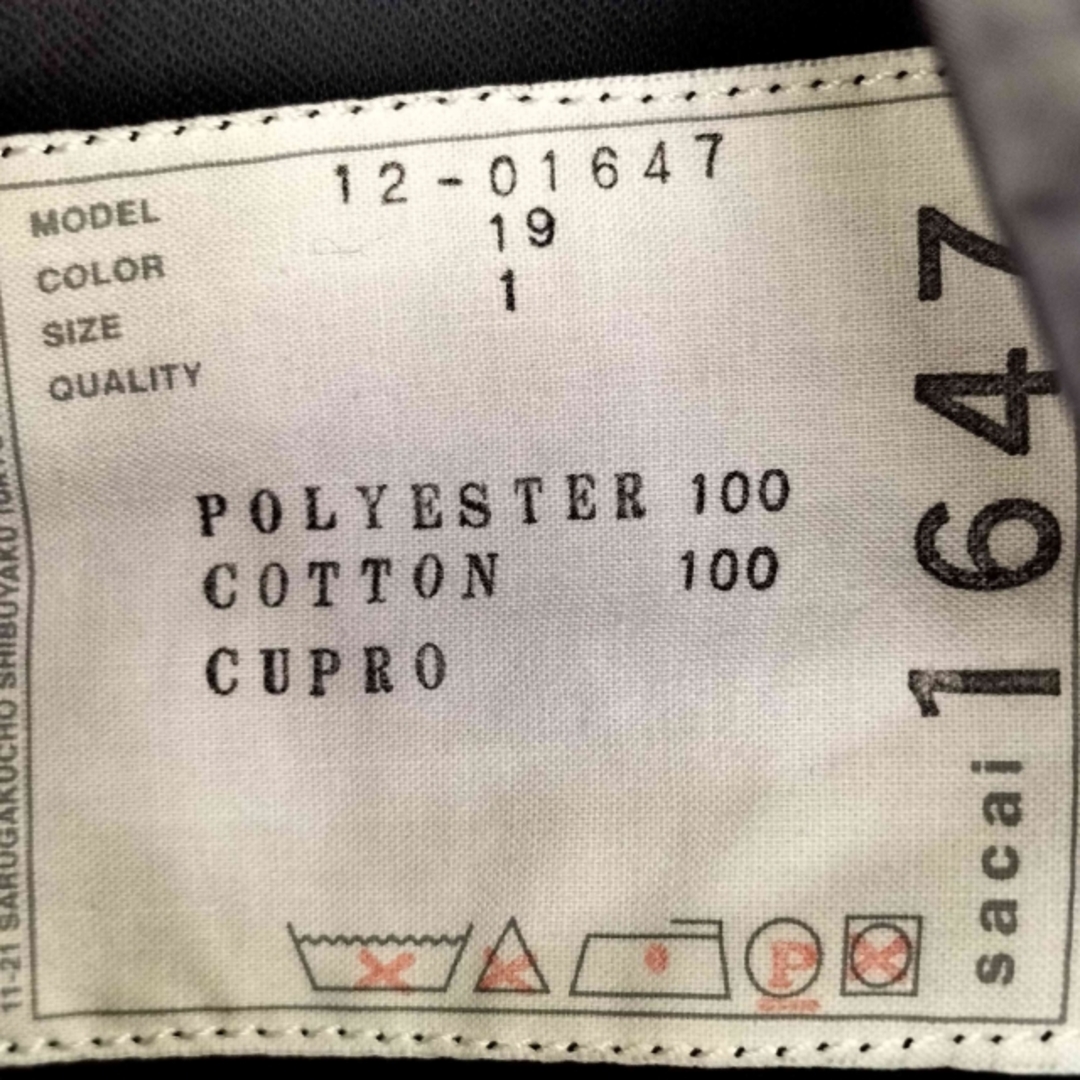 MODEL 12-01647
COLOR 19
SIZE 1
QUALITY
POLYESTER 100
COTTON 100
CUPRO
P
sacai 1647
11-21 SARUGAKUCHO SHIBUYAKU